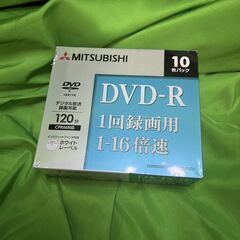 MITSUBISHI
10
枚パック
DVD
デジタル放送
録画可能
120分
CPRM対応
ホワイト
レーベル
DVD-R
1回録画用
1-16倍速